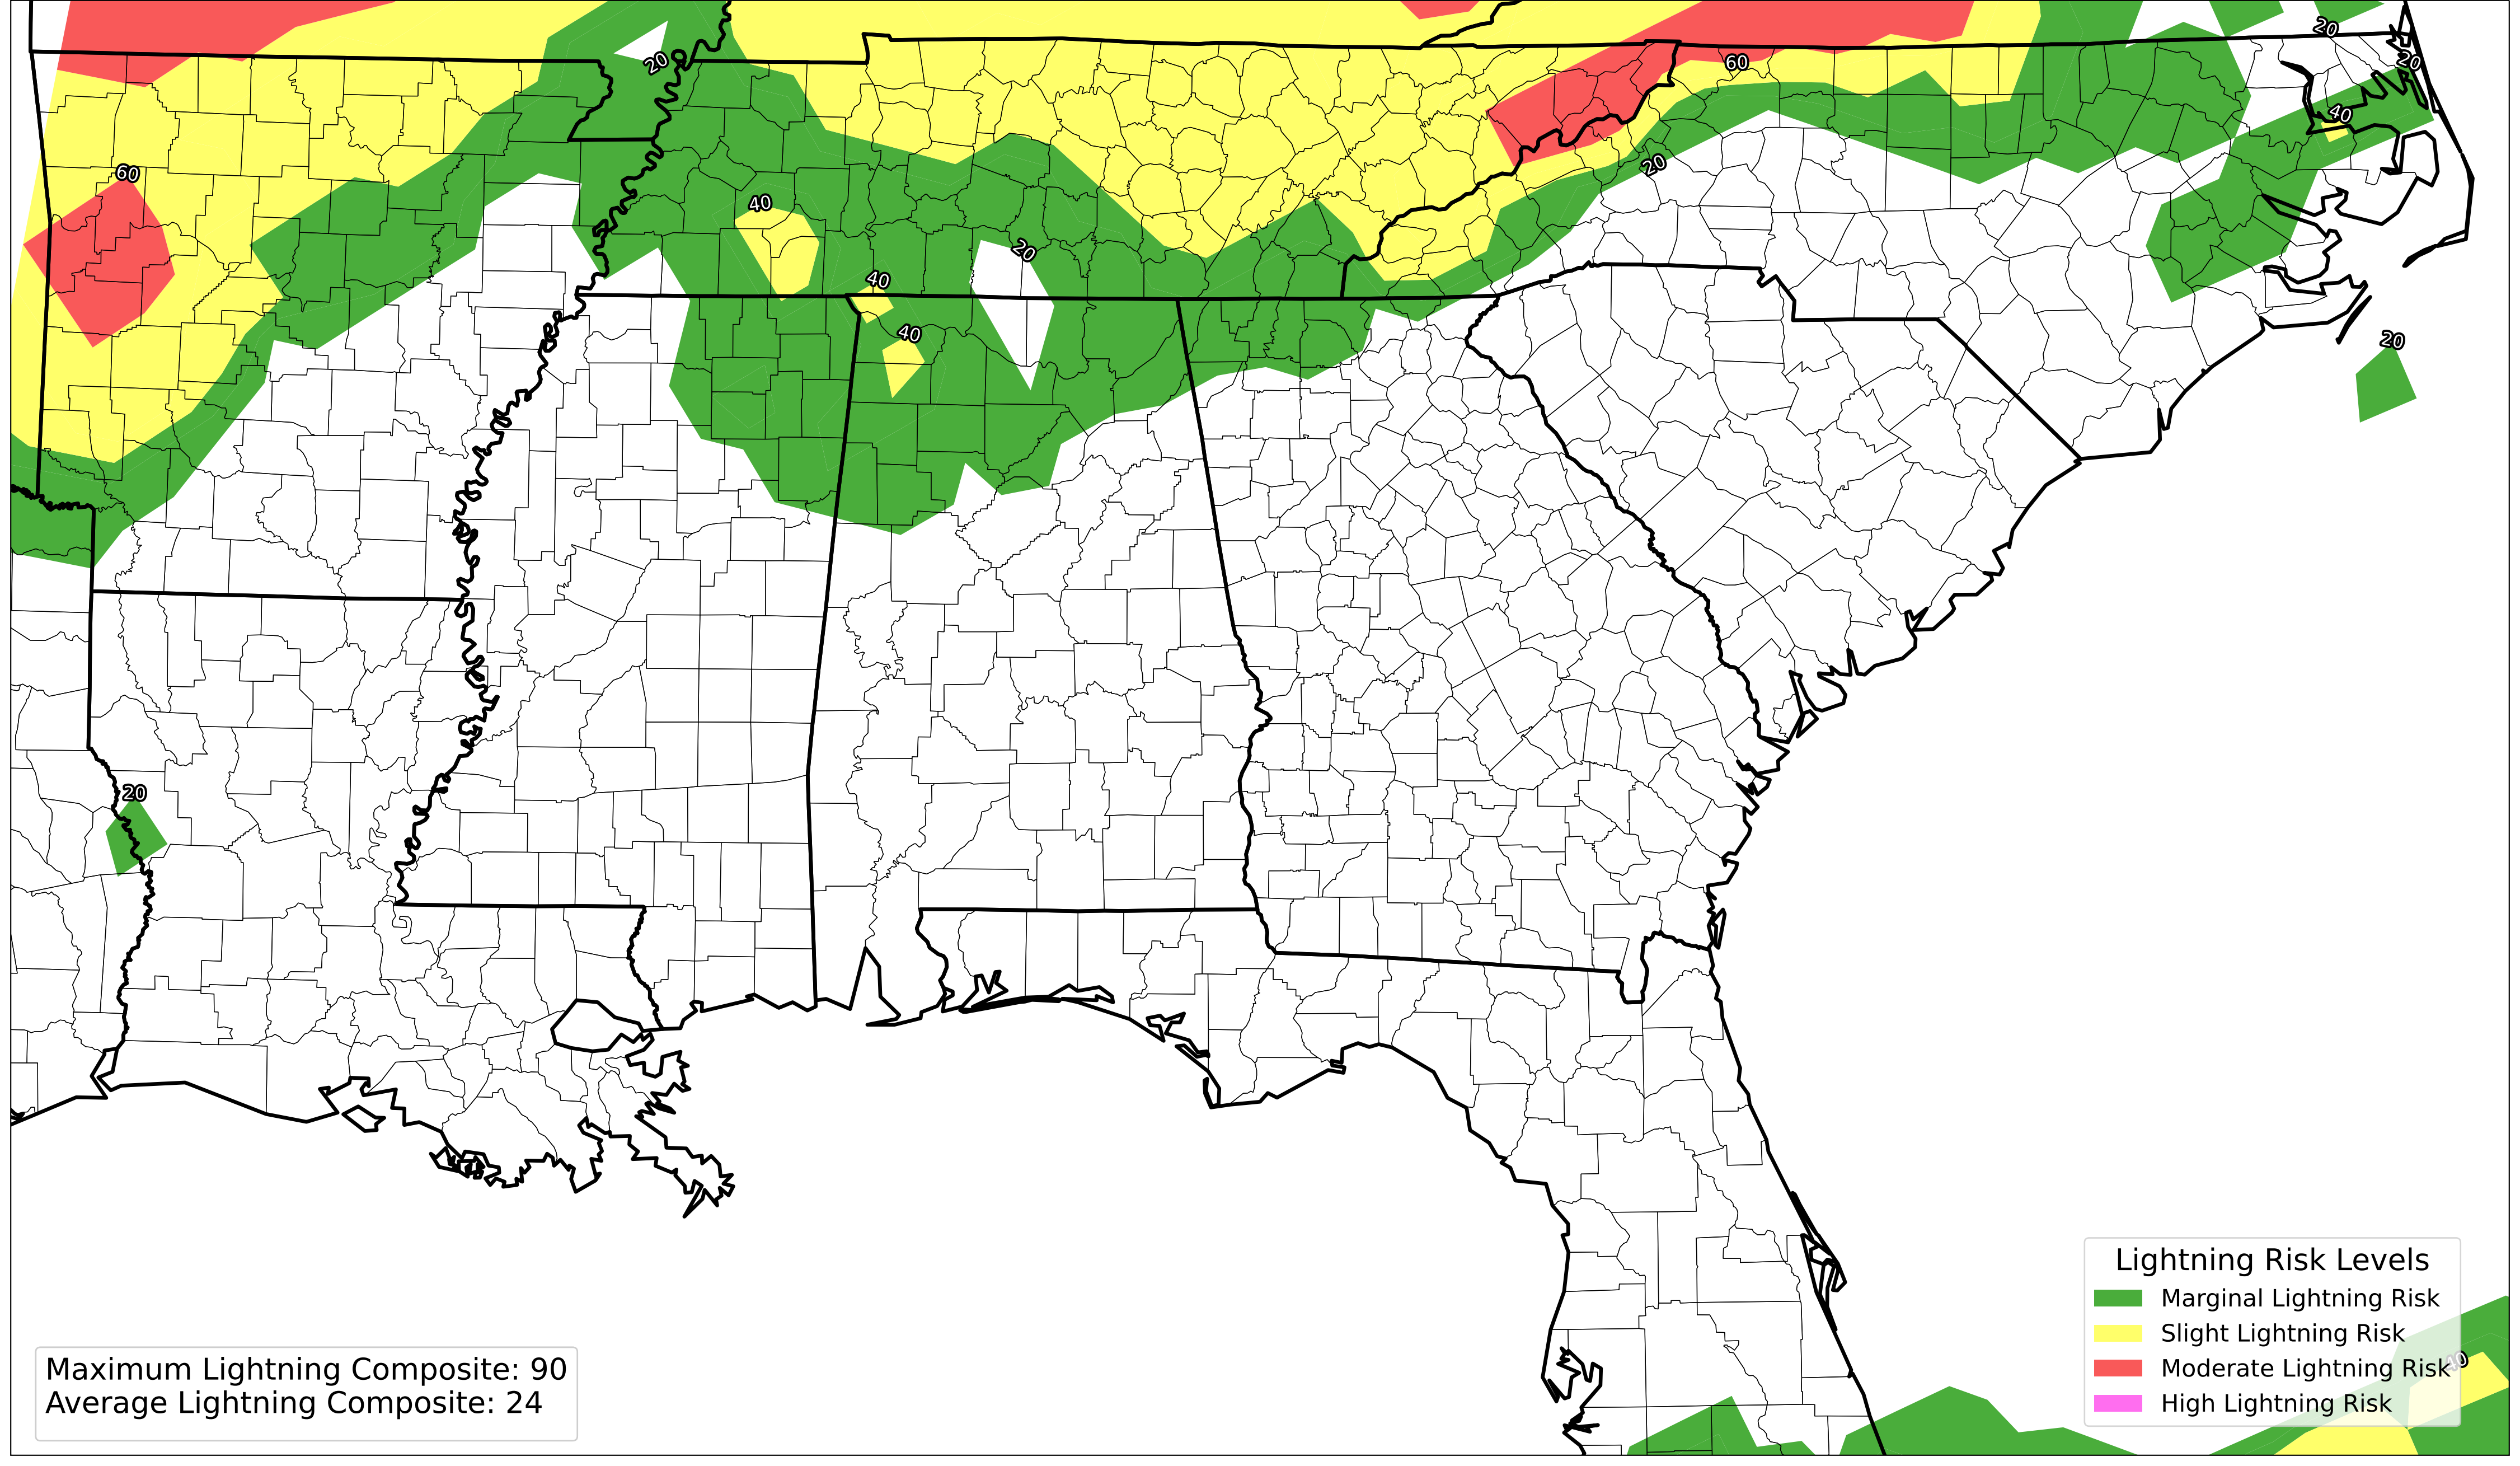 20
20
20
60
40
20
60
40
20
40
40
20
20
Lightning Risk Levels
Marginal Lightning Risk
Slight Lightning Risk
Moderate Lightning Risk
High Lightning Risk
40
Maximum Lightning Composite: 90
Average Lightning Composite: 24